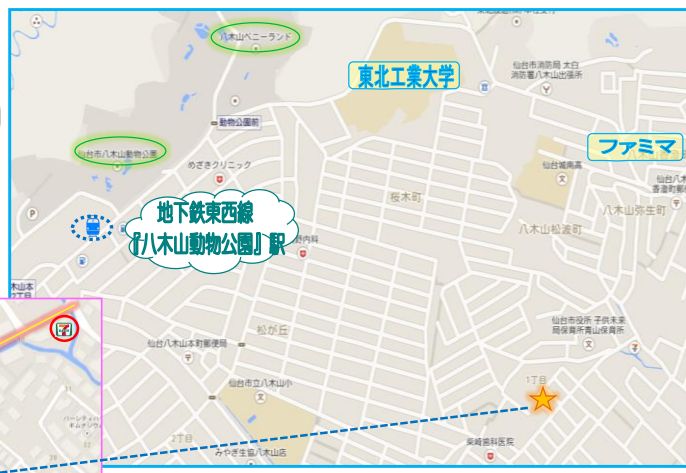 八木山ベニーランド
東北工業大学
仙台市消防局 太白
消防署八木山出張所
動物公園前
仙台市八木山動物公園
めざきクリニック
仙台城南高
ファミマ
桜木町
八木山松波町
八木山弥生町
P
地下鉄東西線
『八木山動物公園』駅
木山本
2丁目
仙台市役所 子供未来
局保育所青山保育所
松が丘
仙台八木山本町郵便局
仙台市立八木山小
1丁目
2丁目
みやぎ生協八木山店
柴崎歯科医院